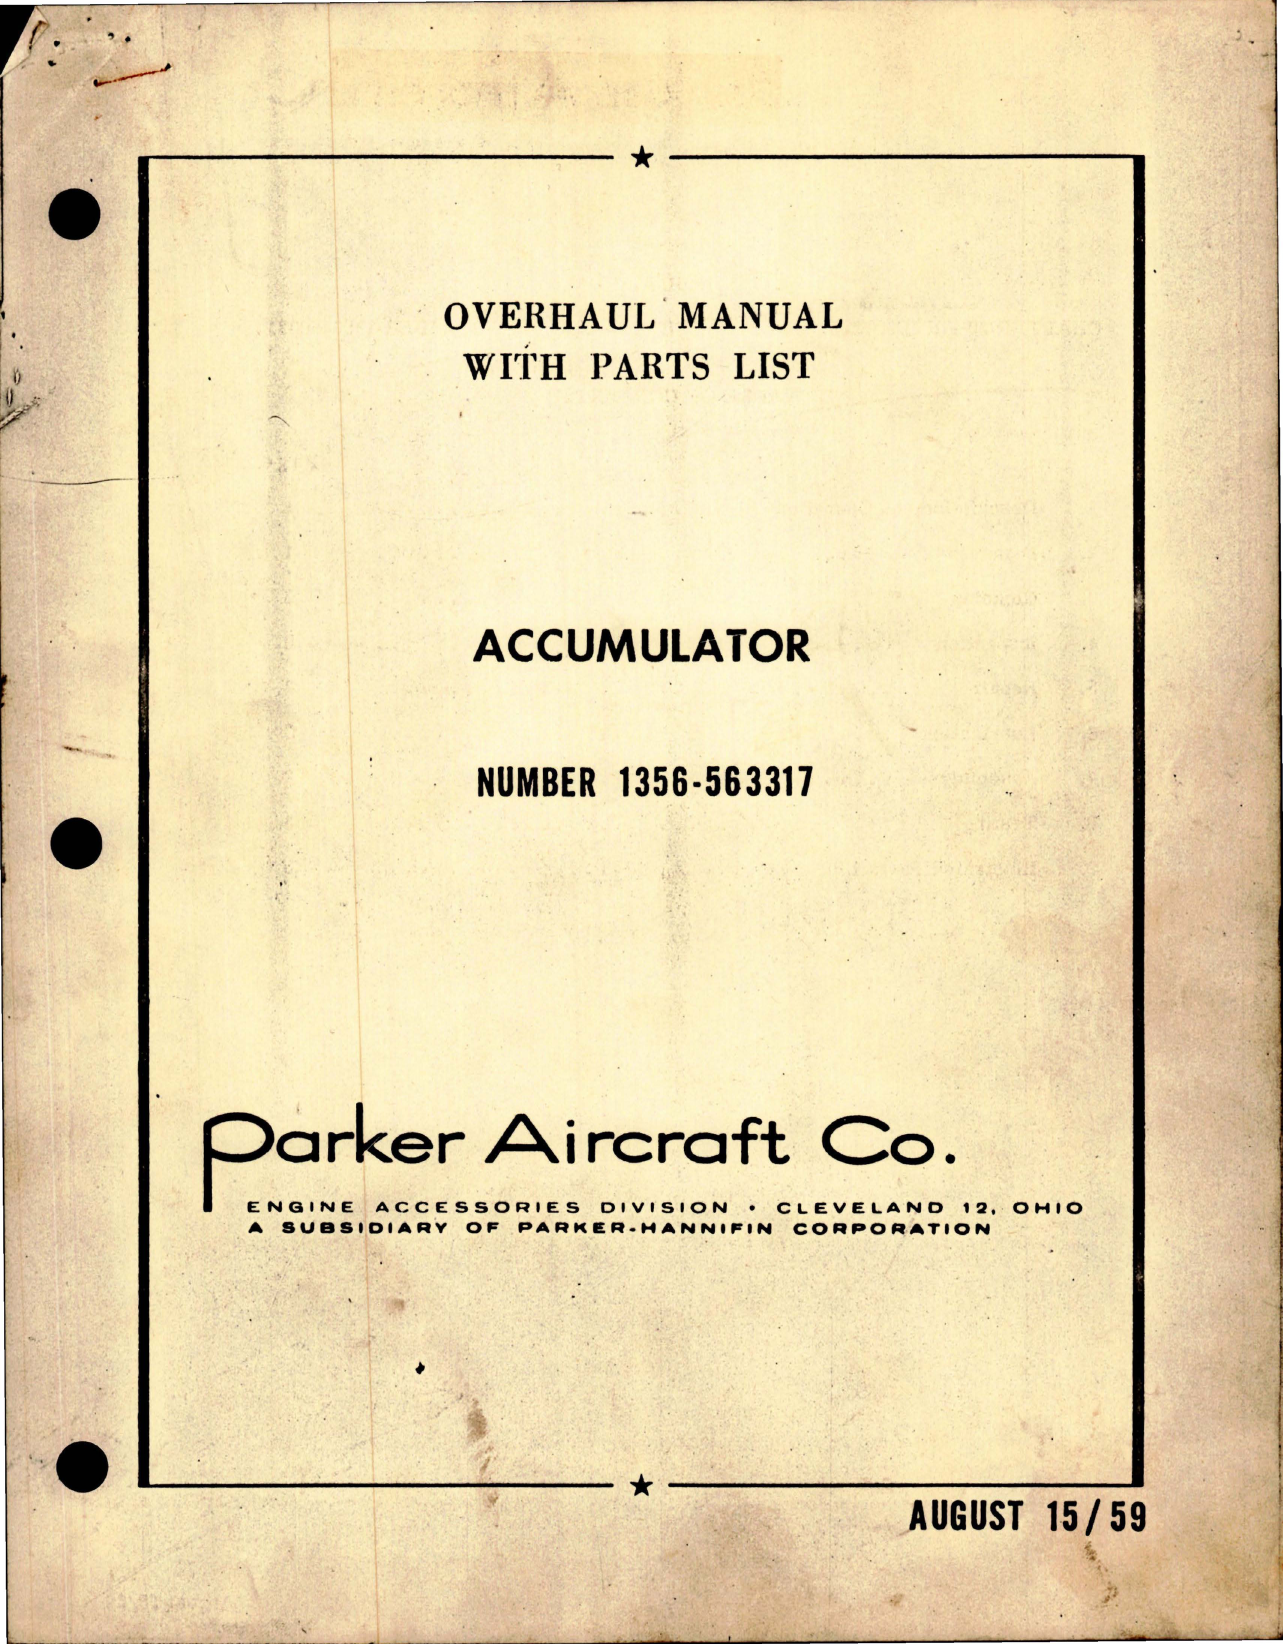 OVERHAUL MANUAL
WITH PARTS LIST
ACCUMULATOR
NUMBER 1356-563317
Parker Aircraft Co.
ENGINE ACCESSORIES DIVISION • CLEVELAND 12, OHIO
A SUBSIDIARY OF PARKER-HANNIFIN CORPORATION
AUGUST 15/59